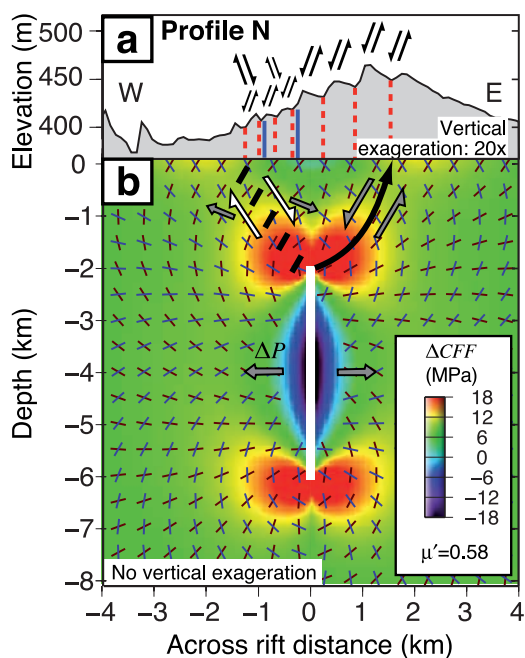 a Profile N
Elevation (m)
500
450
400
W
E
Vertical
exaggeration: 20x
b
Depth (km)
0
−1
−2
−3
−4
−5
−6
−7
−8
ΔP
ΔCFF
(MPa)
18
12
6
0
−6
−12
−18
μ′=0.58
No vertical exaggeration
−4 −3 −2 −1 0 1 2 3 4
Across rift distance (km)